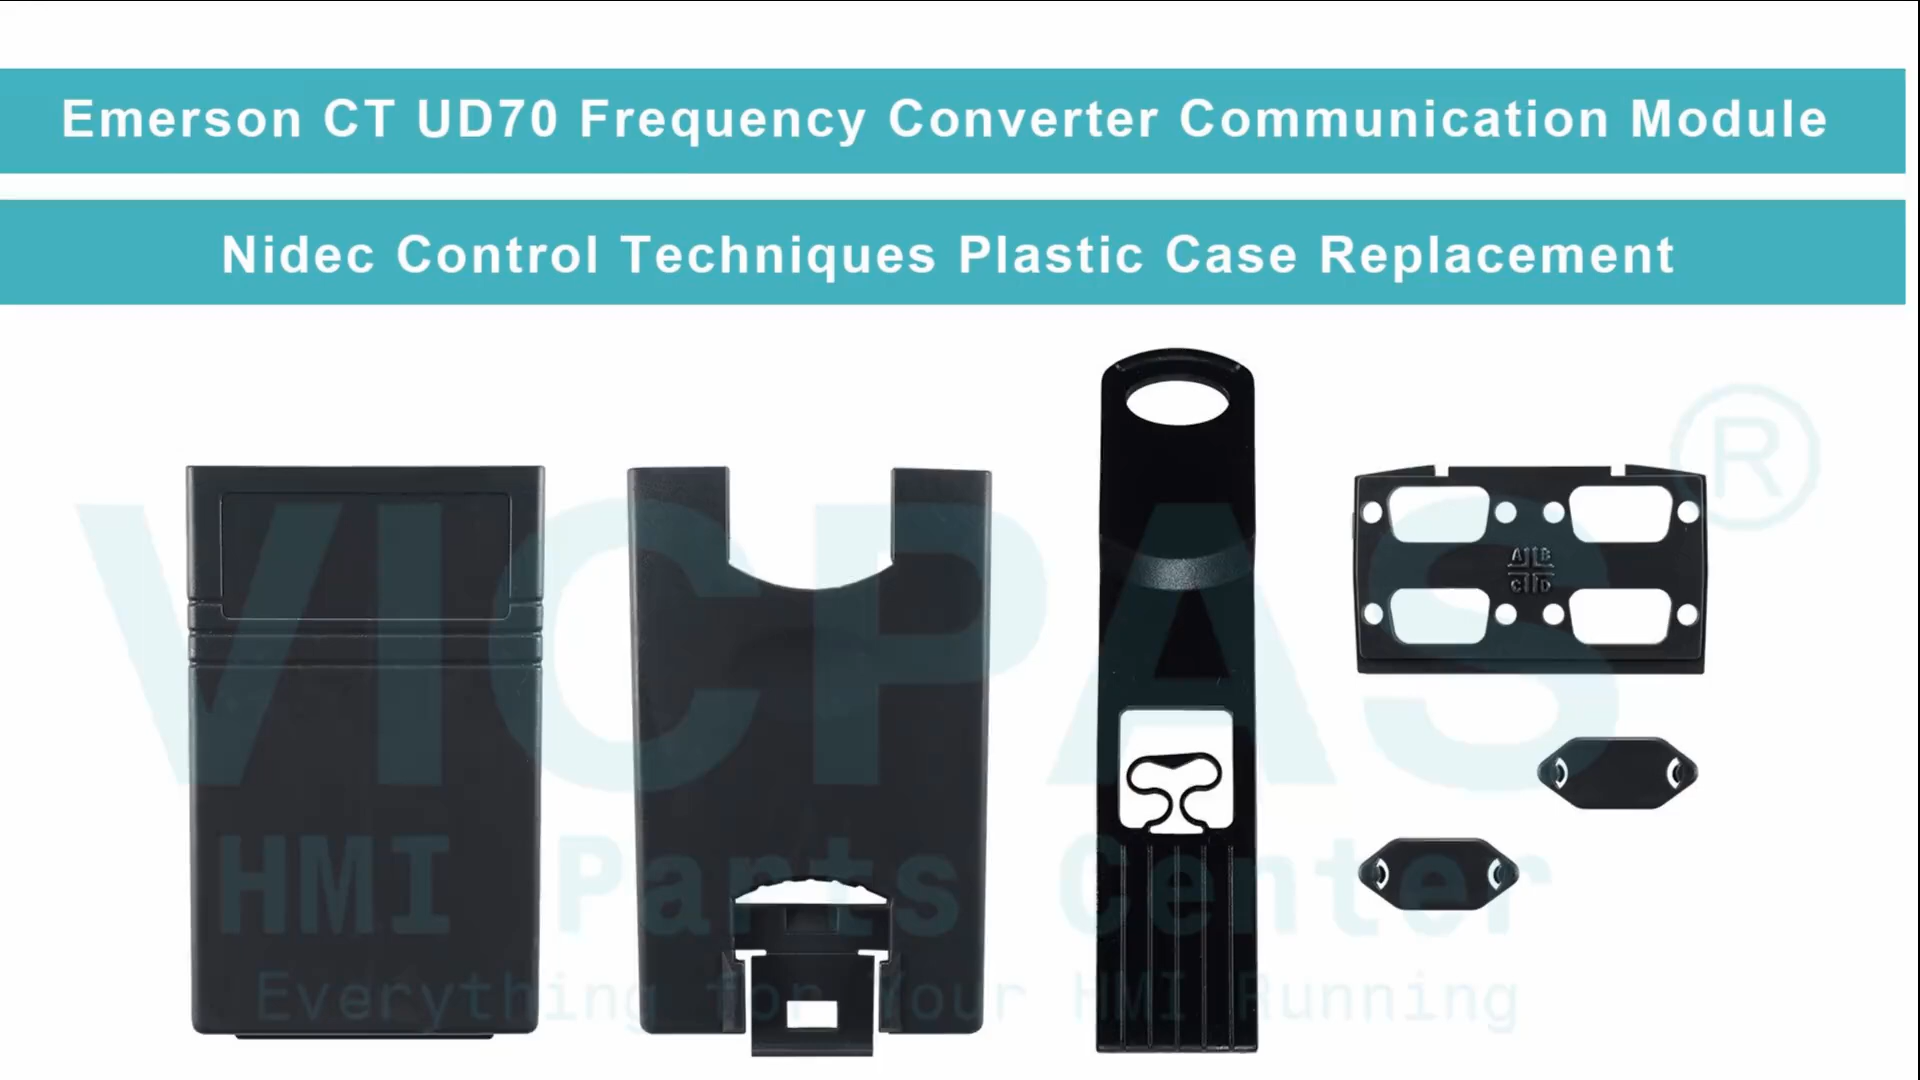 Emerson CT UD70 Frequency Converter Communication Module
Nidec Control Techniques Plastic Case Replacement
®
VICPAS
A B
C D
HMI Parts Center
Everything for Your HMI Running